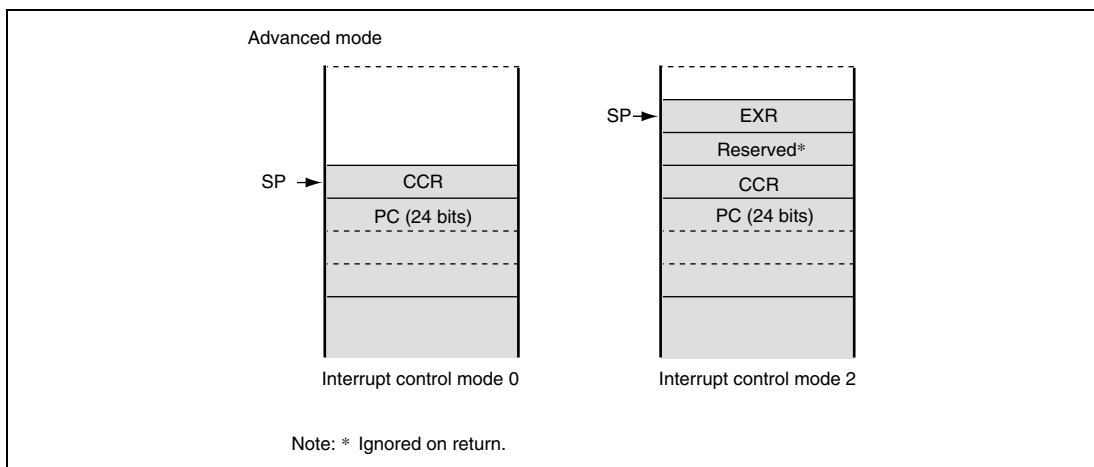 Advanced mode
SP
CCR
PC (24 bits)
Interrupt control mode 0
SP
EXR
Reserved*
CCR
PC (24 bits)
Interrupt control mode 2
Note: * Ignored on return.